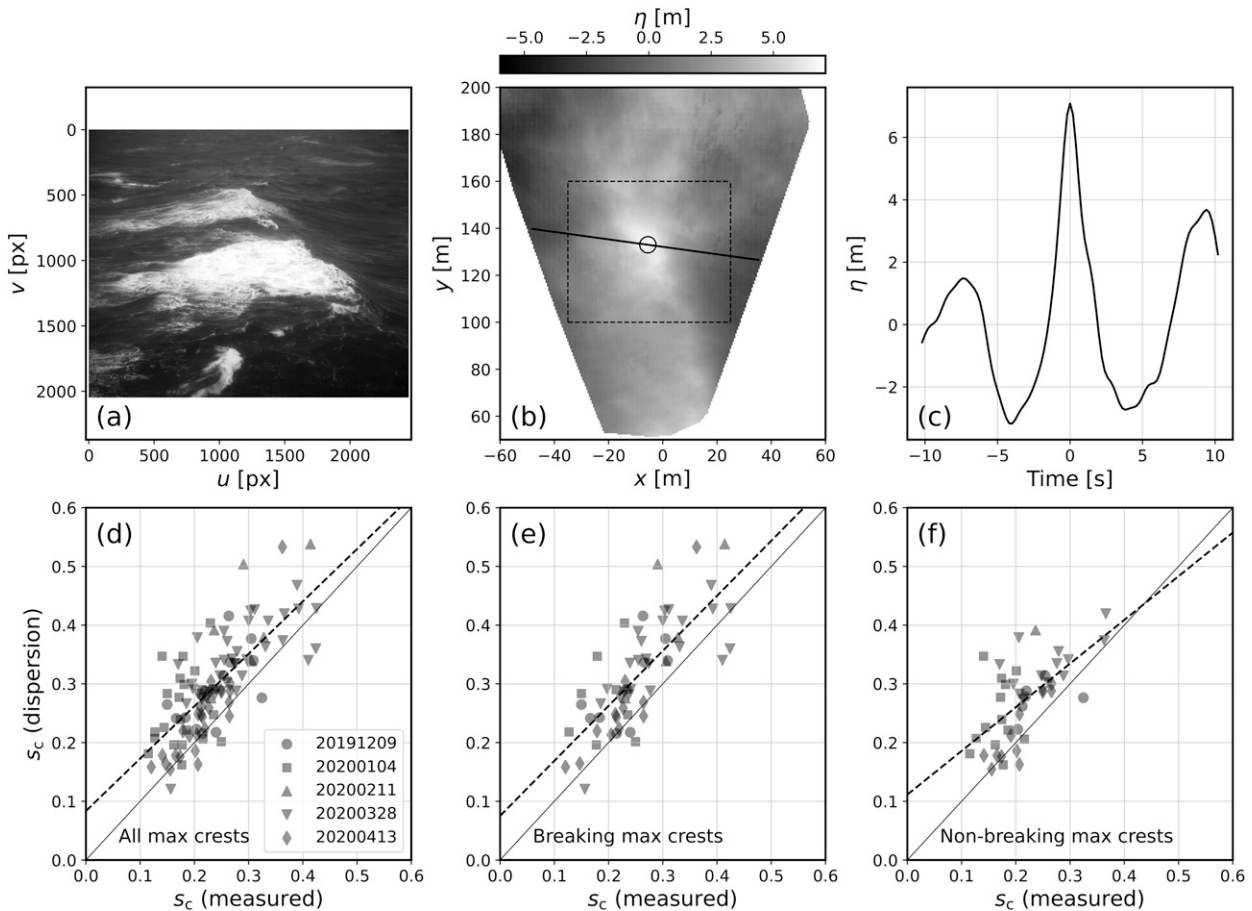 η [m]
−5.0 −2.5 0.0 2.5 5.0
0
500
1000
1500
2000
v [px]
(a)
0 500 1000 1500 2000
u [px]
200
180
160
140
120
100
80
60
y [m]
(b)
−60 −40 −20 0 20 40 60
x [m]
6
4
2
0
−2
η [m]
(c)
−10 −5 0 5 10
Time [s]
0.6
0.5
0.4
0.3
0.2
0.1
0.0
s_c (dispersion)
(d)
20191209
20200104
20200211
20200328
20200413
All max crests
0.0 0.1 0.2 0.3 0.4 0.5 0.6
s_c (measured)
0.6
0.5
0.4
0.3
0.2
0.1
0.0
(e)
Breaking max crests
0.0 0.1 0.2 0.3 0.4 0.5 0.6
s_c (measured)
0.6
0.5
0.4
0.3
0.2
0.1
0.0
(f)
Non-breaking max crests
0.0 0.1 0.2 0.3 0.4 0.5 0.6
s_c (measured)